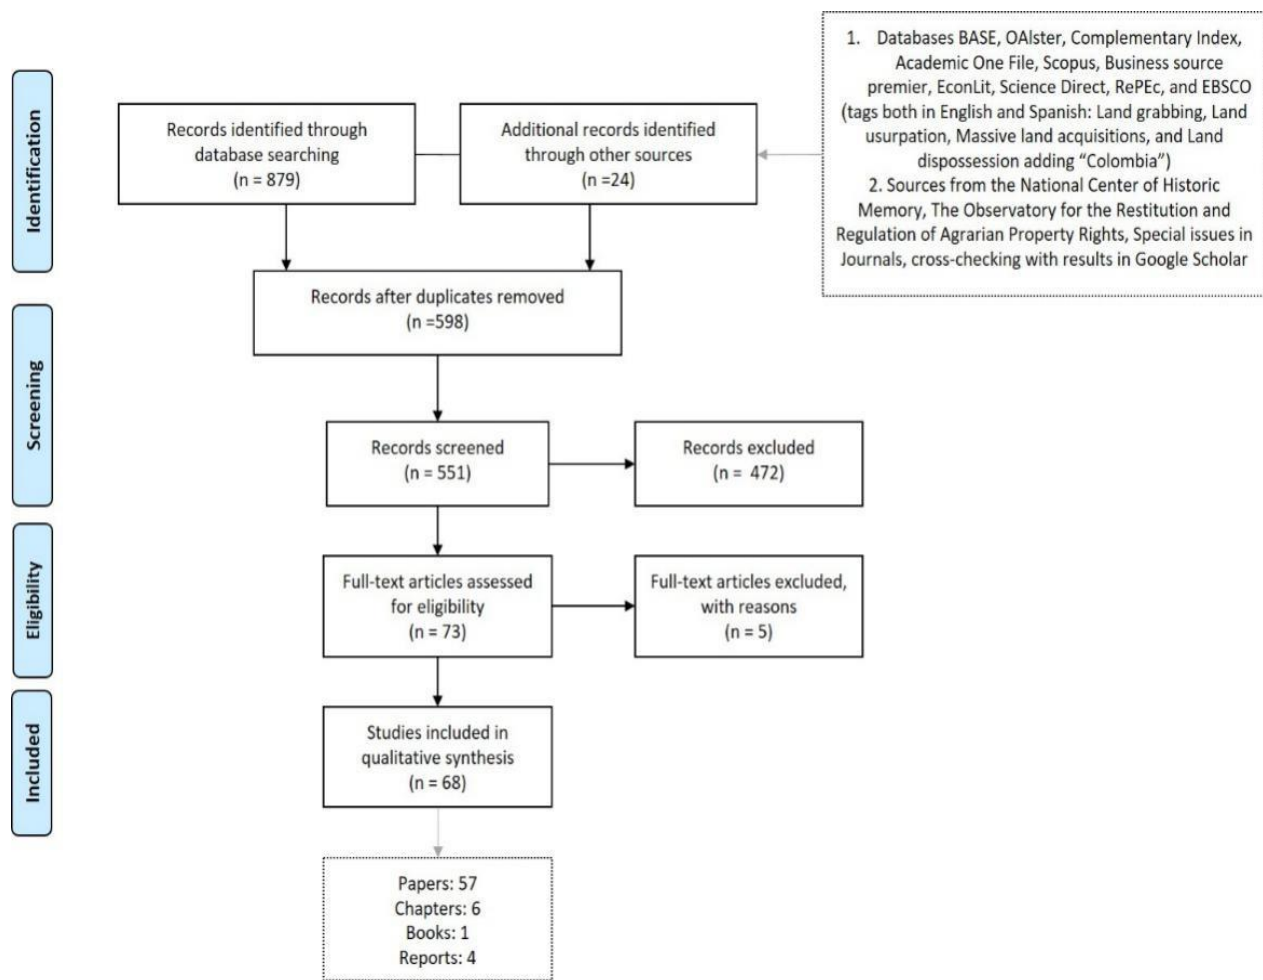 Identification
Records identified through
database searching
(n = 879)
Additional records identified
through other sources
(n =24)
1. Databases BASE, OAlster, Complementary Index,
Academic One File, Scopus, Business source
premier, EconLit, Science Direct, RePEc, and EBSCO
(tags both in English and Spanish: Land grabbing, Land
usurpation, Massive land acquisitions, and Land
dispossession adding “Colombia”)
2. Sources from the National Center of Historic
Memory, The Observatory for the Restitution and
Regulation of Agrarian Property Rights, Special issues in
Journals, cross-checking with results in Google Scholar
Records after duplicates removed
(n =598)
Screening
Records screened
(n = 551)
Records excluded
(n = 472)
Eligibility
Full-text articles assessed
for eligibility
(n = 73)
Full-text articles excluded,
with reasons
(n = 5)
Included
Studies included in
qualitative synthesis
(n = 68)
Papers: 57
Chapters: 6
Books: 1
Reports: 4